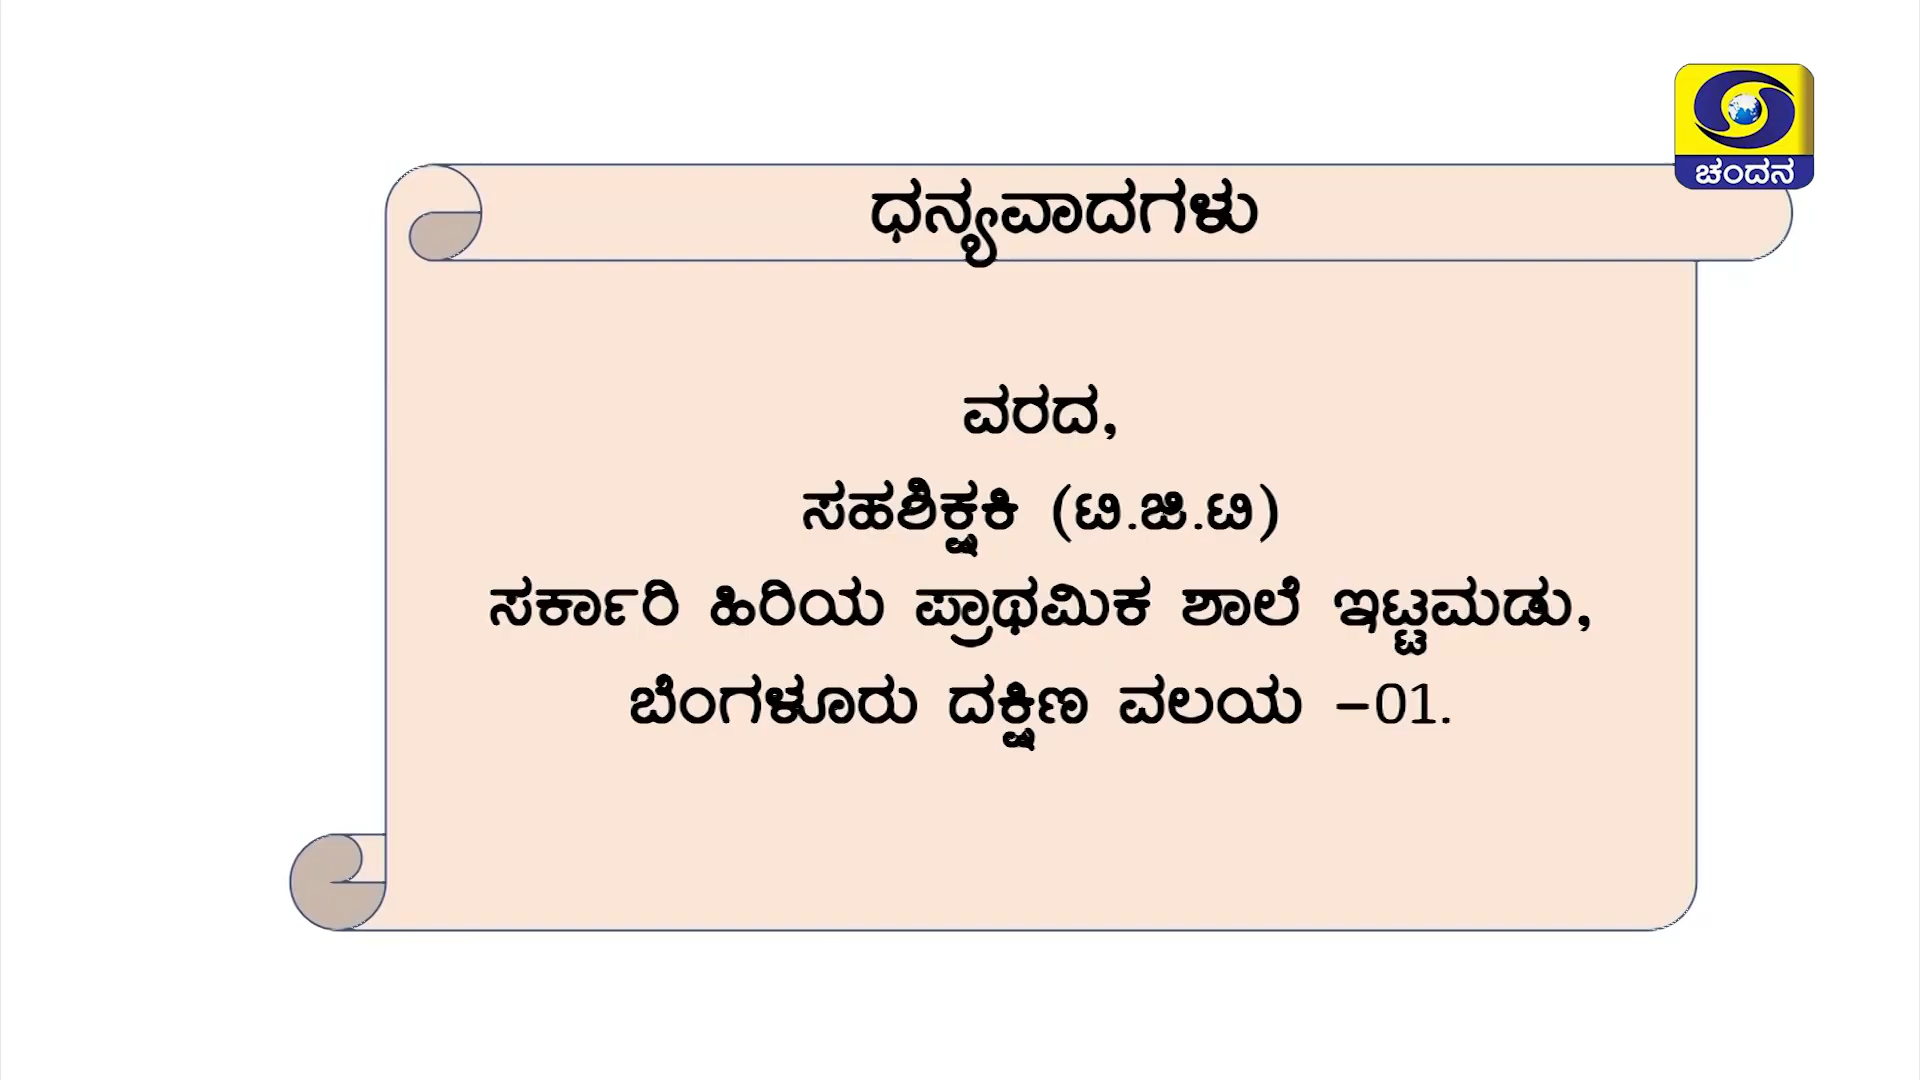 ಚಂದನ
ಧನ್ಯವಾದಗಳು
ವರದ,
ಸಹಶಿಕ್ಷಕಿ (ಟಿ.ಜಿ.ಟಿ)
ಸರ್ಕಾರಿ ಹಿರಿಯ ಪ್ರಾಥಮಿಕ ಶಾಲೆ ಇಟ್ಟಮಡು,
ಬೆಂಗಳೂರು ದಕ್ಷಿಣ ವಲಯ –01.